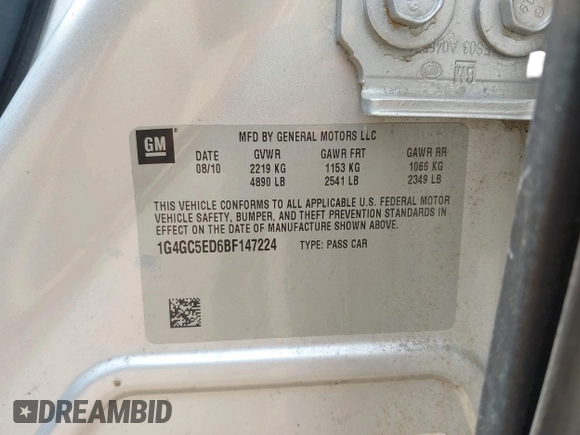 GM
MFD BY GENERAL MOTORS LLC
DATE GVWR GAWR FRT GAWR RR
08/10 2219 KG 1153 KG 1066 KG
4890 LB 2541 LB 2349 LB
THIS VEHICLE CONFORMS TO ALL APPLICABLE U.S. FEDERAL MOTOR
VEHICLE SAFETY, BUMPER, AND THEFT PREVENTION STANDARDS IN
EFFECT ON THE DATE OF MANUFACTURE SHOWN ABOVE.
1G4GC5ED6BF147224 TYPE: PASS CAR
GM
DREAMBID